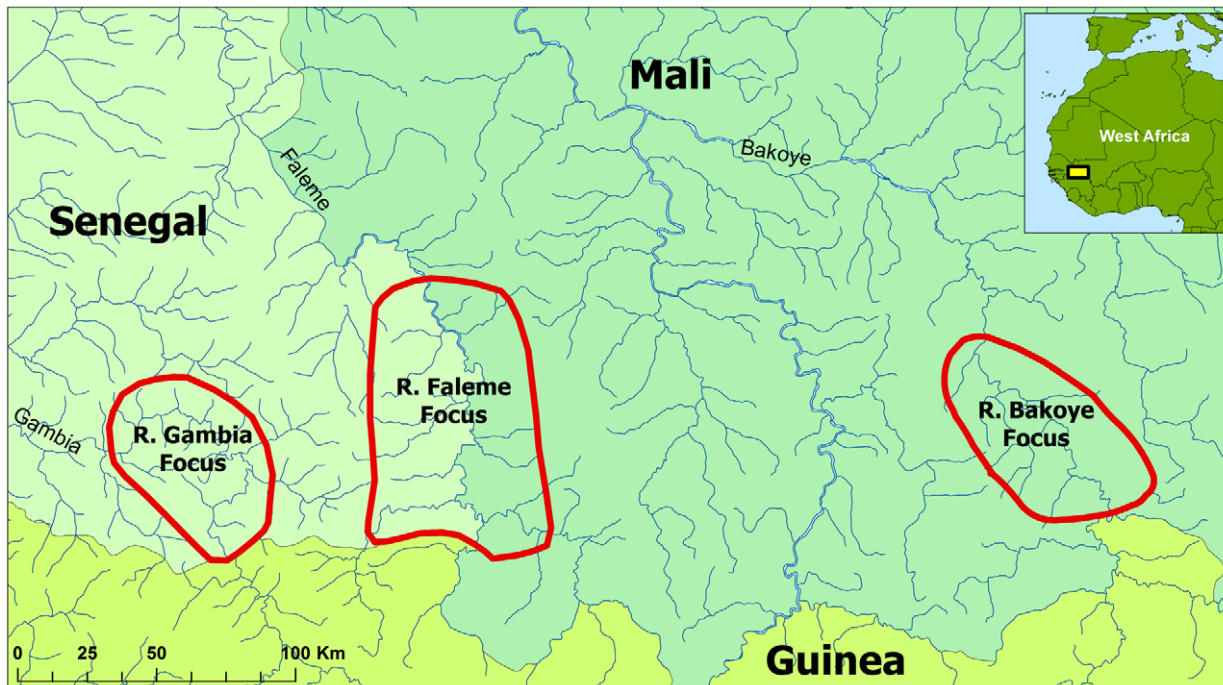 Mali
West Africa
Bakoye
Faleme
Senegal
R. Faleme
Focus
R. Bakoye
Focus
Gambia
R. Gambia
Focus
0 25 50 100 Km
Guinea